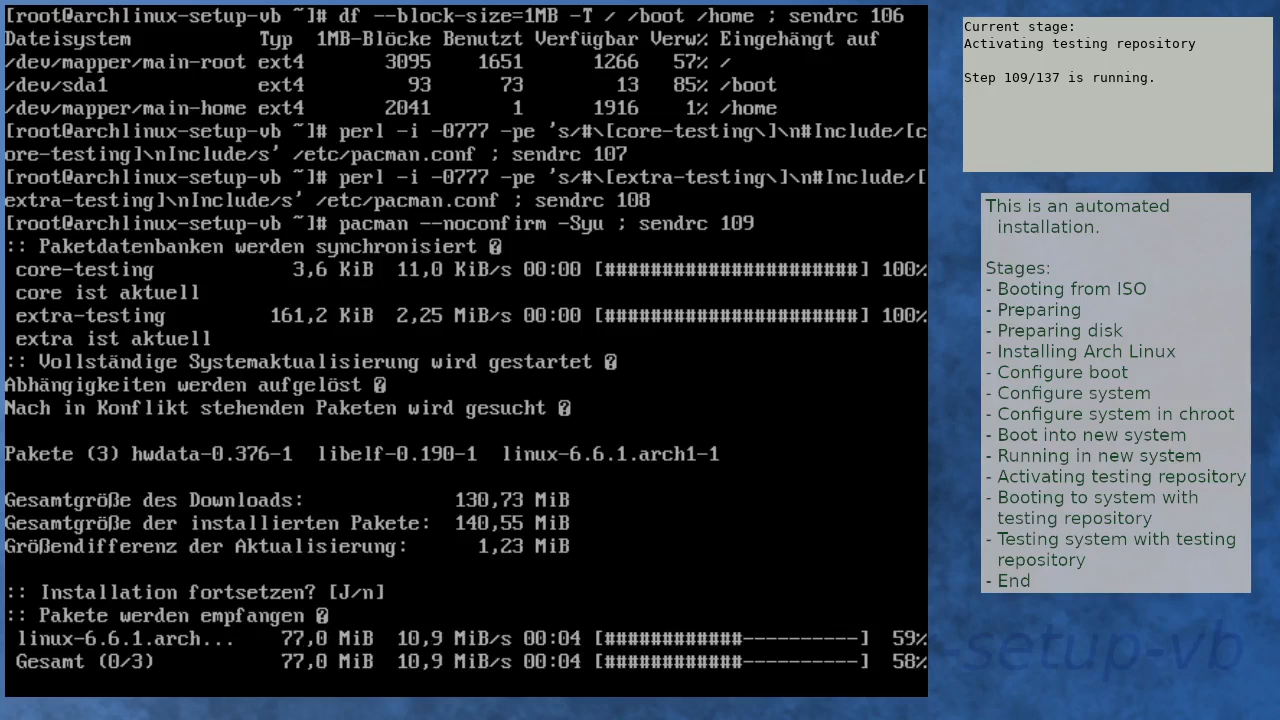 [root@archlinux-setup-vb ~]# df --block-size=1MB -T / /boot /home ; sendrc 106
Dateisystem           Typ  1MB-Blöcke Benutzt Verfügbar Verw% Eingehängt auf
/dev/mapper/main-root ext4       3095    1651      1266   57% /
/dev/sda1             ext4         93      73        13   85% /boot
/dev/mapper/main-home ext4       2041       1      1916    1% /home
[root@archlinux-setup-vb ~]# perl -i -0777 -pe 's/#\[core-testing\]\n#Include/[c
ore-testing]\nInclude/s' /etc/pacman.conf ; sendrc 107
[root@archlinux-setup-vb ~]# perl -i -0777 -pe 's/#\[extra-testing\]\n#Include/[
extra-testing]\nInclude/s' /etc/pacman.conf ; sendrc 108
[root@archlinux-setup-vb ~]# pacman --noconfirm -Syu ; sendrc 109
:: Paketdatenbanken werden synchronisiert �
 core-testing            3,6 KiB  11,0 KiB/s 00:00 [######################] 100%
 core ist aktuell
 extra-testing         161,2 KiB  2,25 MiB/s 00:00 [######################] 100%
 extra ist aktuell
:: Vollständige Systemaktualisierung wird gestartet �
Abhängigkeiten werden aufgelöst �
Nach in Konflikt stehenden Paketen wird gesucht �
Pakete (3) hwdata-0.376-1  libelf-0.190-1  linux-6.6.1.arch1-1
Gesamtgröße des Downloads:             130,73 MiB
Gesamtgröße der installierten Pakete:  140,55 MiB
Größendifferenz der Aktualisierung:      1,23 MiB
:: Installation fortsetzen? [J/n]
:: Pakete werden empfangen �
 linux-6.6.1.arch...    77,0 MiB  10,9 MiB/s 00:04 [############----------]  59%
 Gesamt (0/3)           77,0 MiB  10,9 MiB/s 00:04 [############----------]  58%
Current stage:
Activating testing repository
Step 109/137 is running.
This is an automated
installation.
Stages:
- Booting from ISO
- Preparing
- Preparing disk
- Installing Arch Linux
- Configure boot
- Configure system
- Configure system in chroot
- Boot into new system
- Running in new system
- Activating testing repository
- Booting to system with
testing repository
- Testing system with testing
repository
- End
-setup-vb